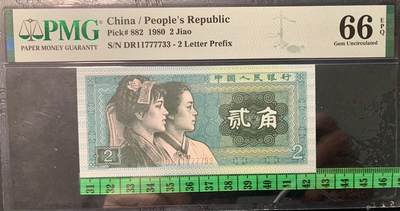 PMG
PAPER MONEY GUARANTY
China / People's Republic
Pick# 882 1980 2 Jiao
S/N DR11777733 - 2 Letter Prefix
66 EPQ
Gem Uncirculated
中国人民银行
贰角
2
2
DR11777733
31 32 33 34 35 36 37 38 39 40 41 42 43 44 45 46